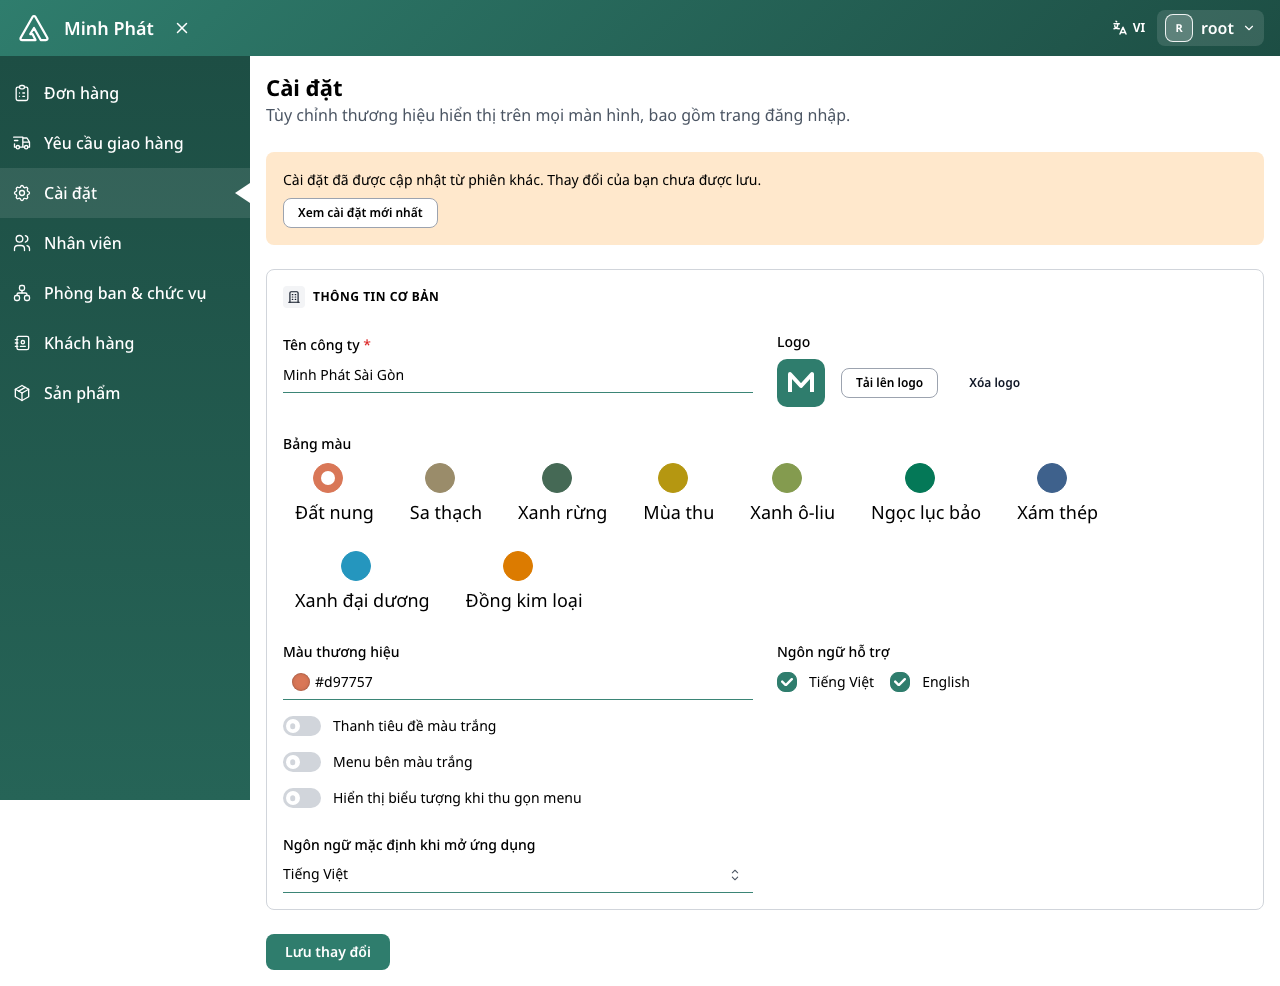 Minh Phát
VI
R
root
Đơn hàng
Yêu cầu giao hàng
Cài đặt
Nhân viên
Phòng ban & chức vụ
Khách hàng
Sản phẩm
Cài đặt
Tùy chỉnh thương hiệu hiển thị trên mọi màn hình, bao gồm trang đăng nhập.
Cài đặt đã được cập nhật từ phiên khác. Thay đổi của bạn chưa được lưu.
Xem cài đặt mới nhất
THÔNG TIN CƠ BẢN
Tên công ty *
Minh Phát Sài Gòn
Logo
M
Tải lên logo
Xóa logo
Bảng màu
Đất nung
Sa thạch
Xanh rừng
Mùa thu
Xanh ô-liu
Ngọc lục bảo
Xám thép
Xanh đại dương
Đồng kim loại
Màu thương hiệu
#d97757
Ngôn ngữ hỗ trợ
Tiếng Việt
English
Thanh tiêu đề màu trắng
Menu bên màu trắng
Hiển thị biểu tượng khi thu gọn menu
Ngôn ngữ mặc định khi mở ứng dụng
Tiếng Việt
Lưu thay đổi